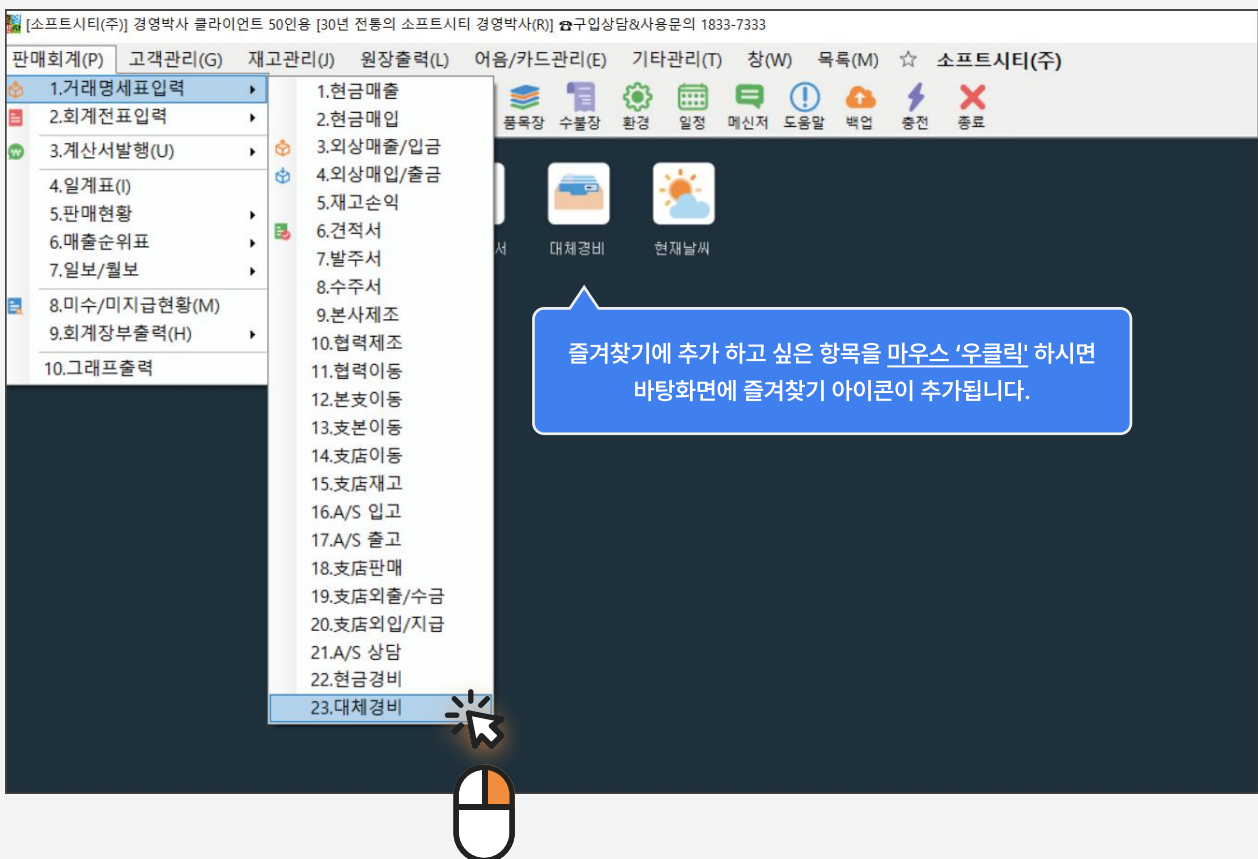 [소프트시티(주)] 경영박사 클라이언트 50인용 [30년 전통의 소프트시티 경영박사(R)] ☎구입상담&사용문의 1833-7333
판매회계(P) 고객관리(G) 재고관리(J) 원장출력(L) 어음/카드관리(E) 기타관리(T) 창(W) 목록(M) ☆ 소프트시티(주)
품목장 수불장 환경 일정 메신저 도움말 백업 충전 종료
1.거래명세표입력
2.회계전표입력
3.계산서발행(U)
4.일계표(I)
5.판매현황
6.매출순위표
7.일보/월보
8.미수/미지급현황(M)
9.회계장부출력(H)
10.그래프출력
1.현금매출
2.현금매입
3.외상매출/입금
4.외상매입/출금
5.재고손익
6.견적서
7.발주서
8.수주서
9.본사제조
10.협력제조
11.협력이동
12.본支이동
13.支본이동
14.支店이동
15.支店재고
16.A/S 입고
17.A/S 출고
18.支店판매
19.支店외출/수금
20.支店외입/지급
21.A/S 상담
22.현금경비
23.대체경비
서 대체경비 현재날씨
즐겨찾기에 추가 하고 싶은 항목을 마우스 ‘우클릭' 하시면
바탕화면에 즐겨찾기 아이콘이 추가됩니다.